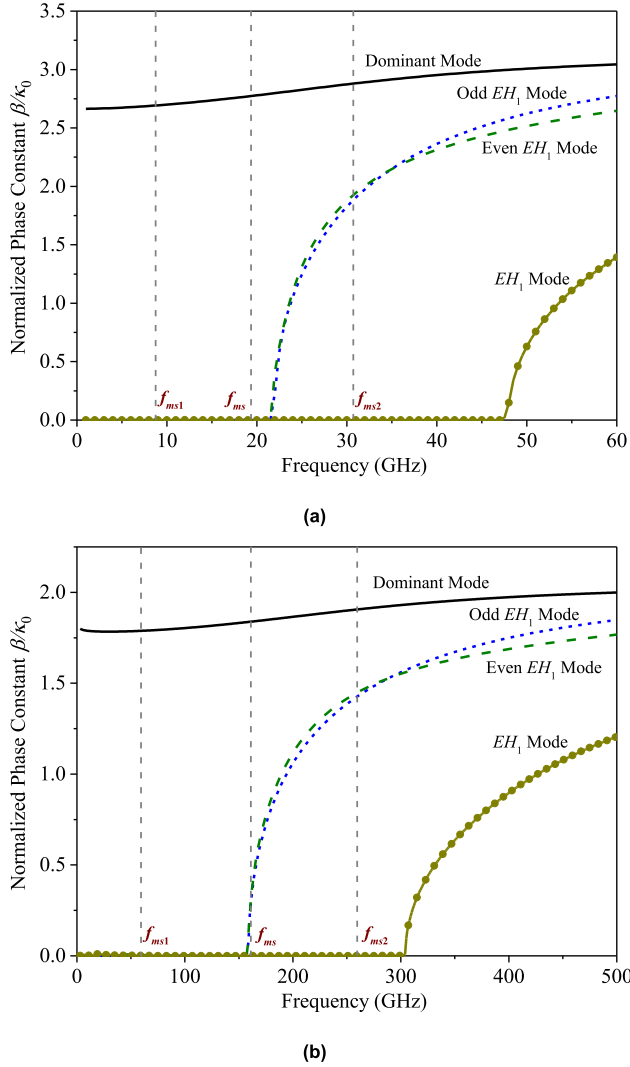 3.5
Dominant Mode
3.0
Odd EH1 Mode
2.5
Even EH1 Mode
2.0
1.5
EH1 Mode
1.0
0.5
fms1 fms fms2
0.0
0 10 20 30 40 50 60
Normalized Phase Constant β/κ0
Frequency (GHz)
(a)
Dominant Mode
2.0
Odd EH1 Mode
Even EH1 Mode
1.5
EH1 Mode
1.0
0.5
fms1 fms fms2
0.0
0 100 200 300 400 500
Normalized Phase Constant β/κ0
Frequency (GHz)
(b)